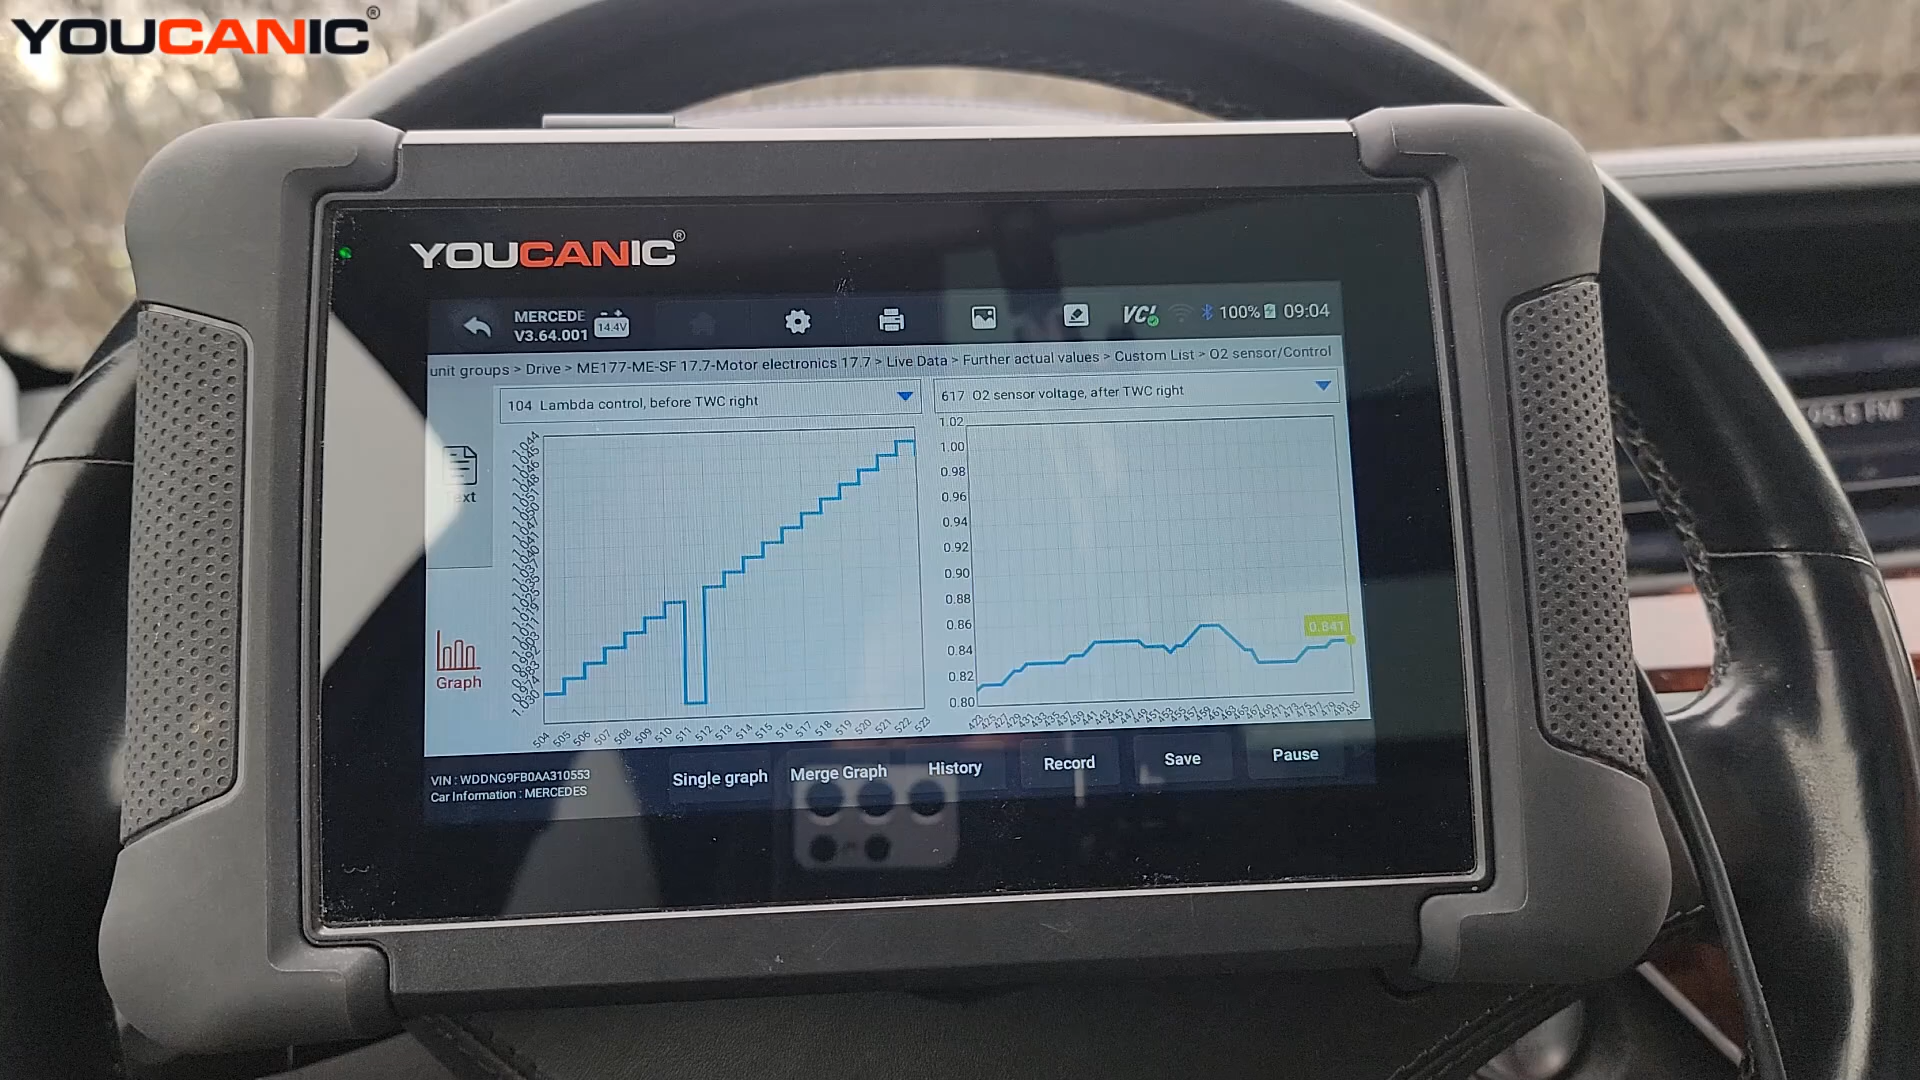 YOUCANIC®
YOUCANIC®
MERCEDE
V3.64.001
14.4V
VCI
100%
09:04
unit groups > Drive > ME177-ME-SF 17.7-Motor electronics 17.7 > Live Data > Further actual values > Custom List > O2 sensor/Control
104 Lambda control, before TWC right
617 O2 sensor voltage, after TWC right
Text
Graph
1.044
1.030
504 505 506 507 508 509 510 511 512 513 514 515 516 517 518 519 520 521 522 523
1.02
1.00
0.98
0.96
0.94
0.92
0.90
0.88
0.86
0.84
0.82
0.80
0.841
VIN : WDDNG9FB0AA310553
Car Information : MERCEDES
Single graph
Merge Graph
History
Record
Save
Pause